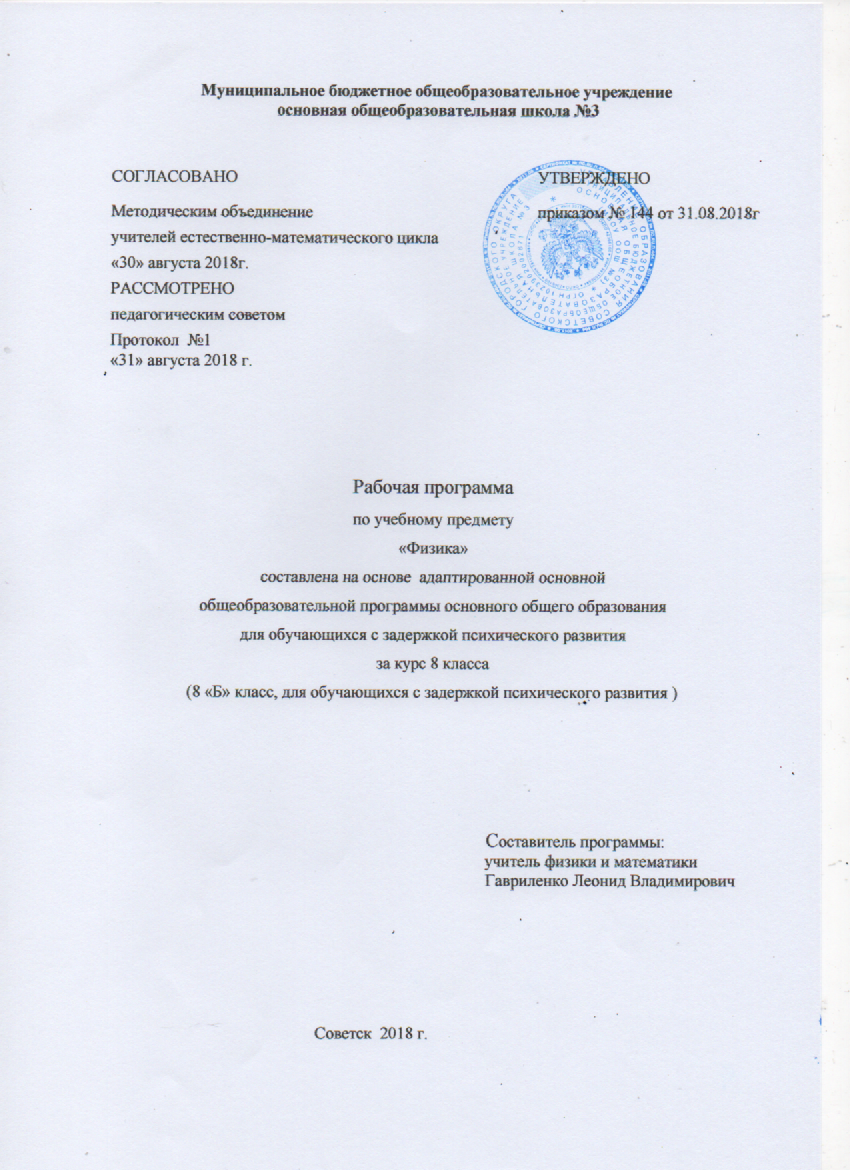 Муниципальное бюджетное общеобразовательное учреждение
основная общеобразовательная школа №3
СОГЛАСОВАНО
Методическим объединение
учителей естественно-математического цикла
«30» августа 2018г.
РАССМОТРЕНО
педагогическим советом
Протокол №1
«31» августа 2018 г.
УТВЕРЖДЕНО
приказом № 144 от 31.08.2018г
Рабочая программа
по учебному предмету
«Физика»
составлена на основе адаптированной основной
общеобразовательной программы основного общего образования
для обучающихся с задержкой психического развития
за курс 8 класса
(8 «Б» класс, для обучающихся с задержкой психического развития )
Составитель программы:
учитель физики и математики
Гавриленко Леонид Владимирович
Советск 2018 г.